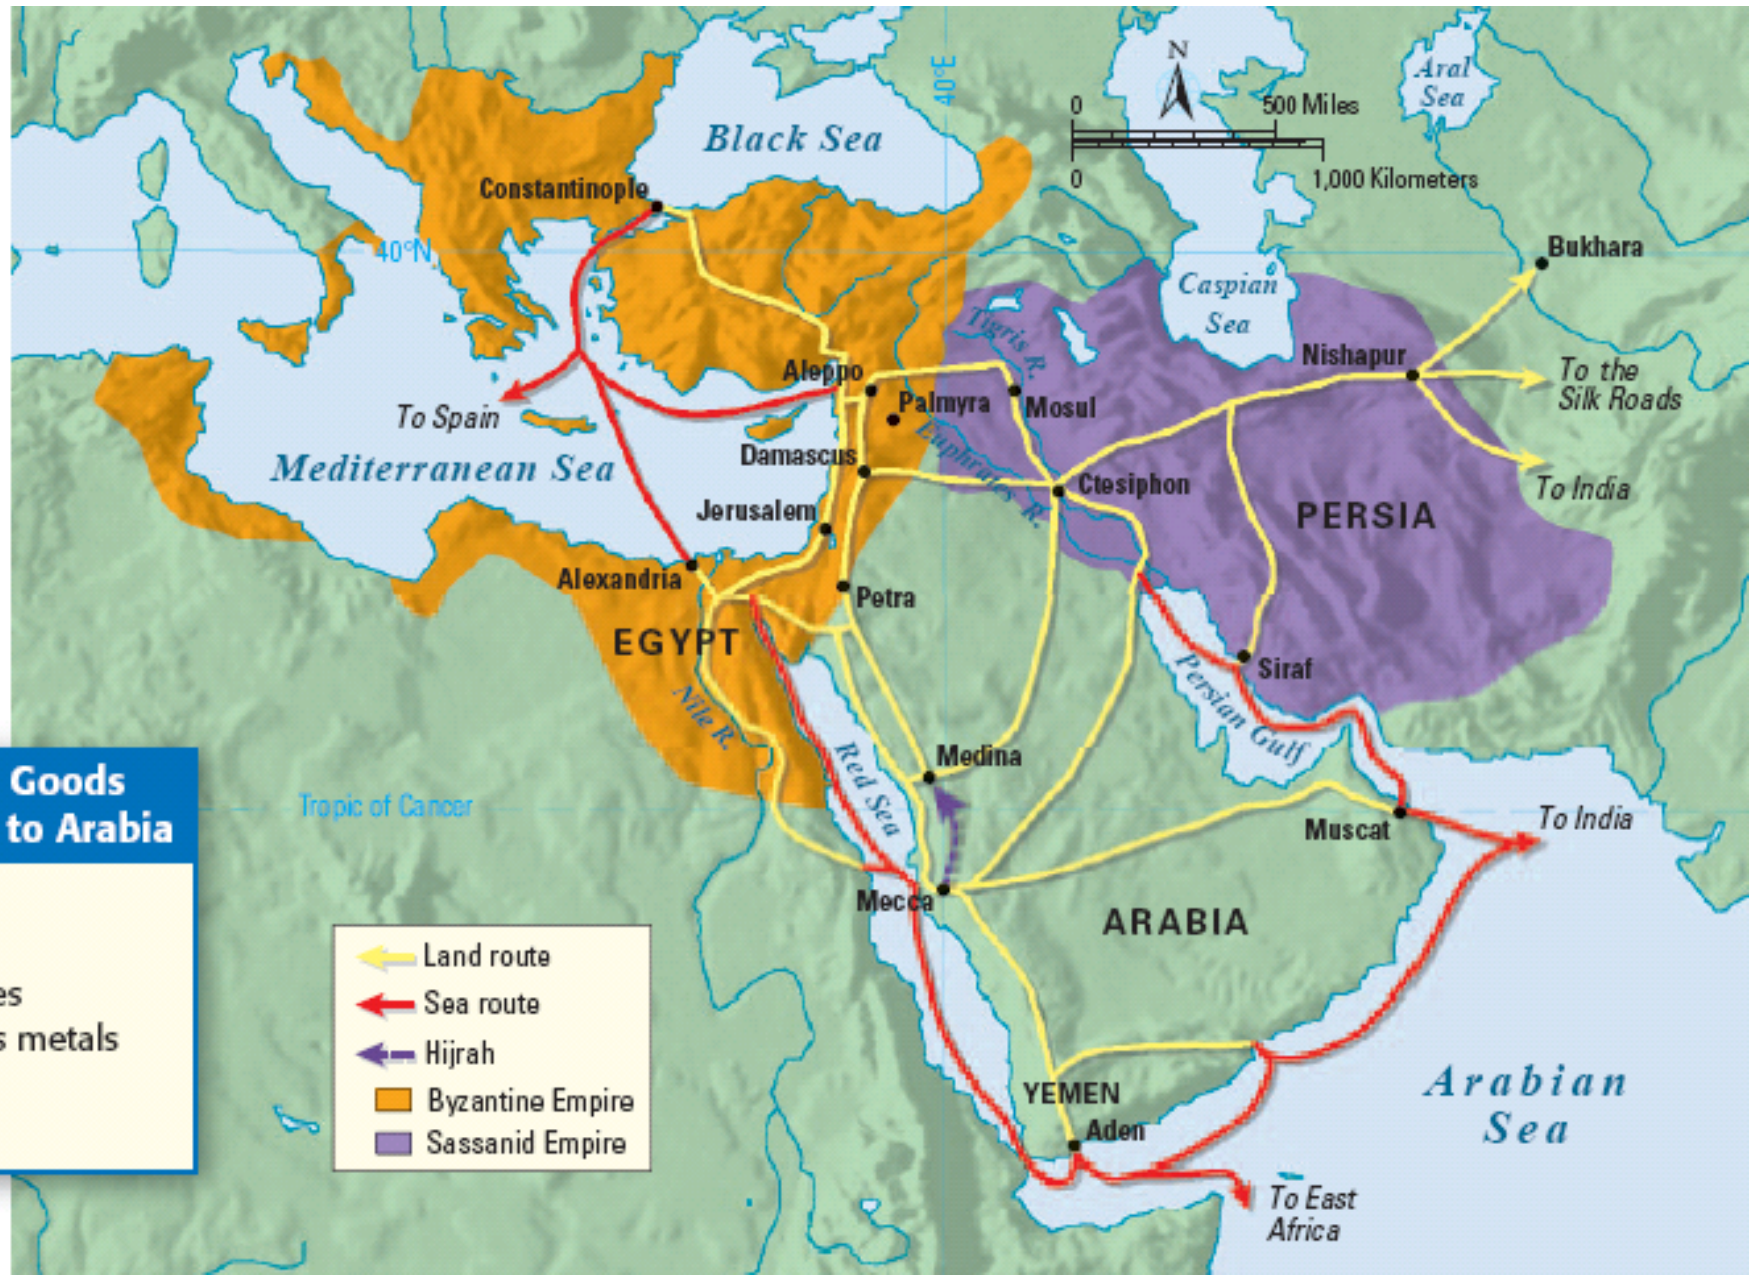 N
0
500 Miles
0
1,000 Kilometers
40°E
40°N
Aral
Sea
Black Sea
Constantinople
Bukhara
Caspian
Sea
Tigris R.
Nishapur
To the
Silk Roads
Aleppo
Palmyra
Mosul
To Spain
Euphrates R.
Mediterranean Sea
Damascus
Ctesiphon
To India
PERSIA
Jerusalem
Alexandria
Petra
EGYPT
Siraf
Persian Gulf
Nile R.
Red Sea
Medina
Goods
to Arabia
Tropic of Cancer
To India
Muscat
Mecca
ARABIA
Land route
Sea route
Hijrah
Byzantine Empire
Sassanid Empire
es
s metals
YEMEN
Aden
Arabian
Sea
To East
Africa